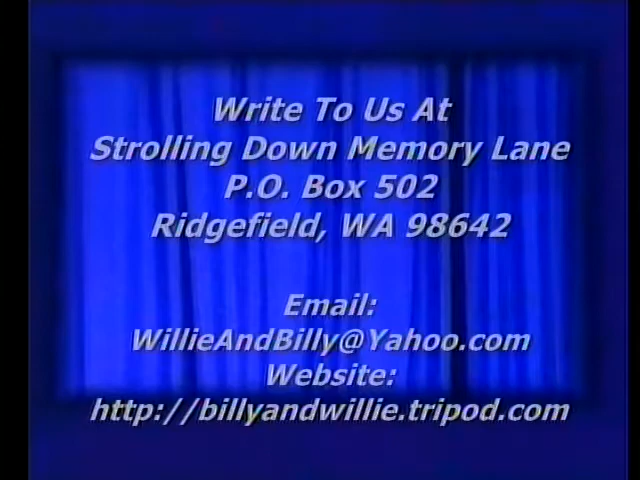 Write To Us At
Strolling Down Memory Lane
P.O. Box 502
Ridgefield, WA 98642
Email:
WillieAndBilly@Yahoo.com
Website:
http://billyandwillie.tripod.com